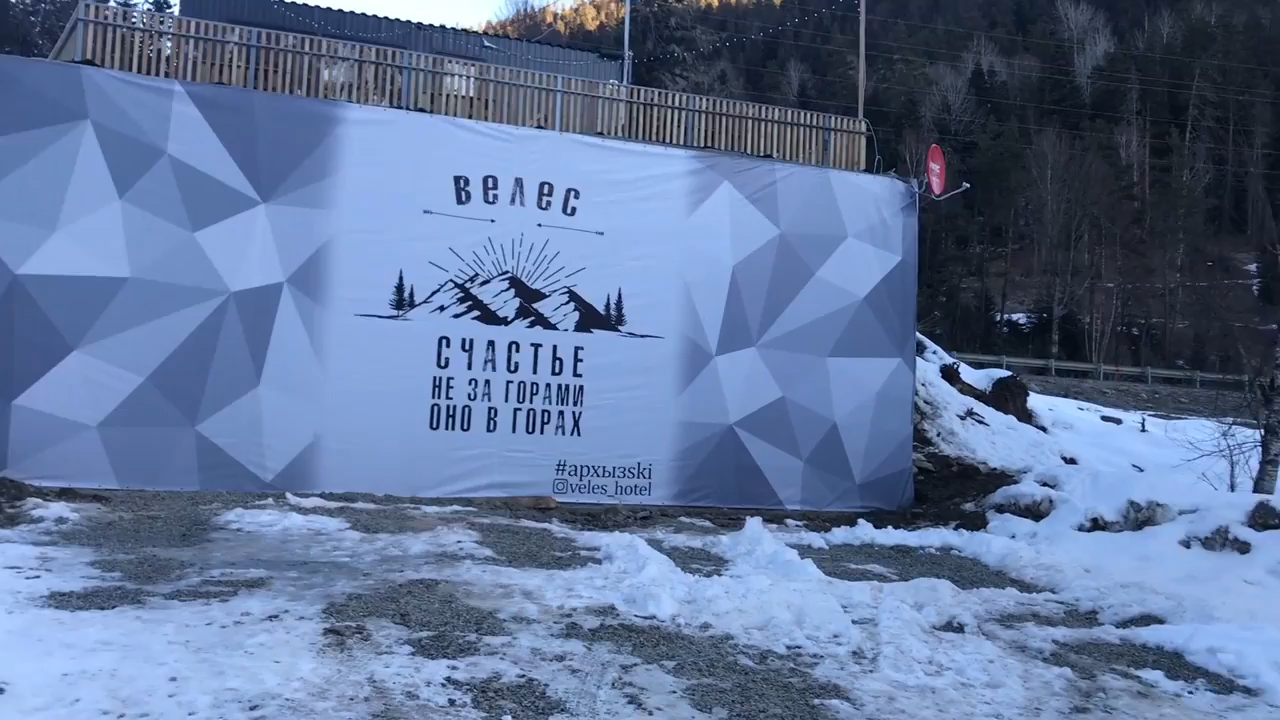 велес
СЧАСТЬЕ
НЕ ЗА ГОРАМИ
ОНО В ГОРАХ
#архызski
veles_hotel